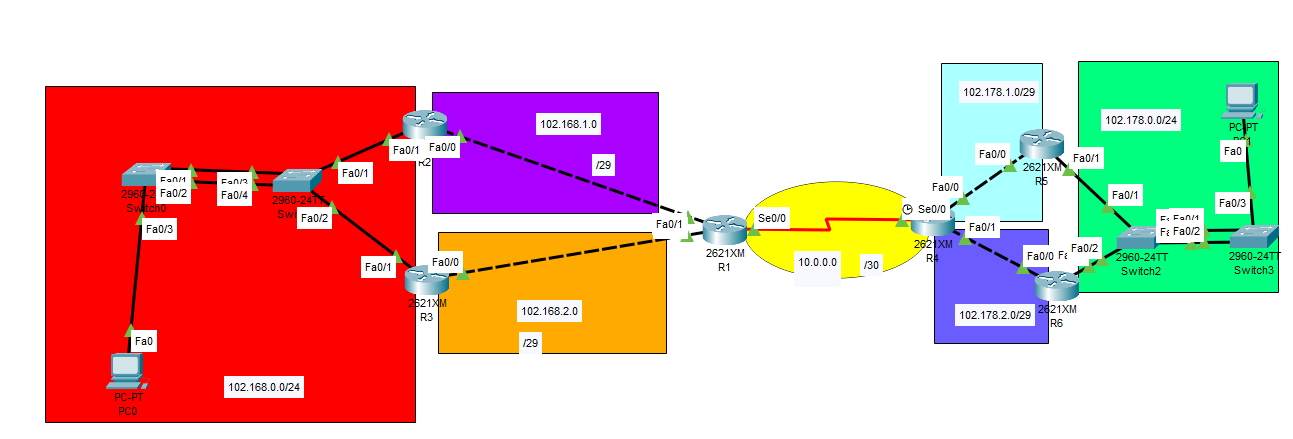 Fa0/1
Fa0/2
Fa0/3
Fa0/4
2960-24TT
Switch0
2960-24TT
Fa0/3
Fa0/1
Fa0/2
Fa0/1
Fa0/0
R2
Fa0/1
Fa0/0
2621XM
R3
Fa0
PC-PT
PC0
102.168.0.0/24
102.168.1.0
/29
102.168.2.0
/29
Fa0/1
Se0/0
2621XM
R1
10.0.0.0
/30
Fa0/0
Se0/0
2621XM
R4
Fa0/1
102.178.1.0/29
Fa0/0
2621XM
R5
Fa0/1
102.178.2.0/29
Fa0/0
Fa0/2
2621XM
R6
102.178.0.0/24
PC-PT
Fa0
Fa0/1
Fa0/1
Fa0/2
Fa0/3
2960-24TT
Switch2
2960-24TT
Switch3